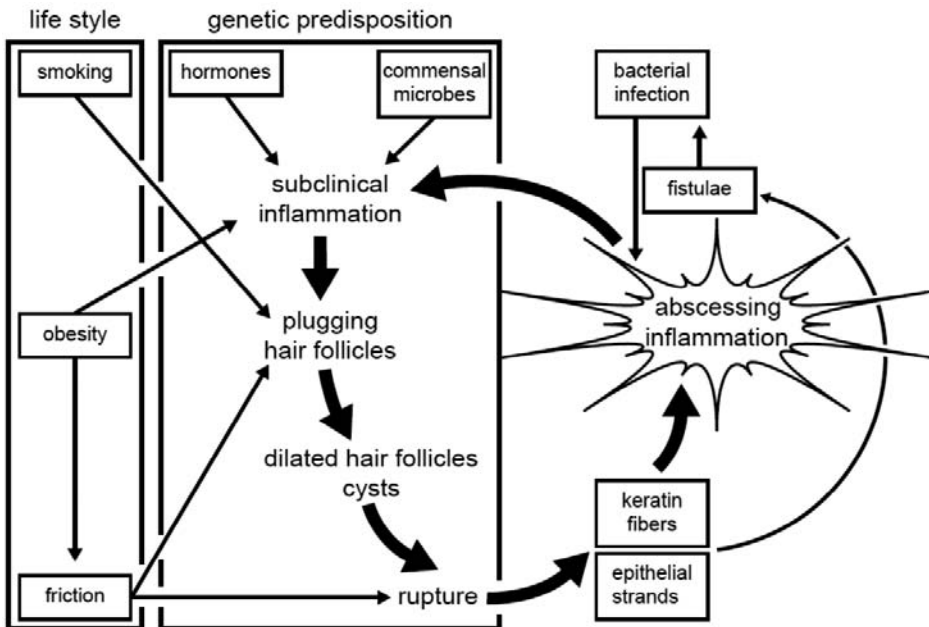 life style
genetic predisposition
smoking
hormones
commensal
microbes
bacterial
infection
subclinical
inflammation
fistulae
obesity
plugging
hair follicles
abscessing
inflammation
dilated hair follicles
cysts
keratin
fibers
friction
rupture
epithelial
strands